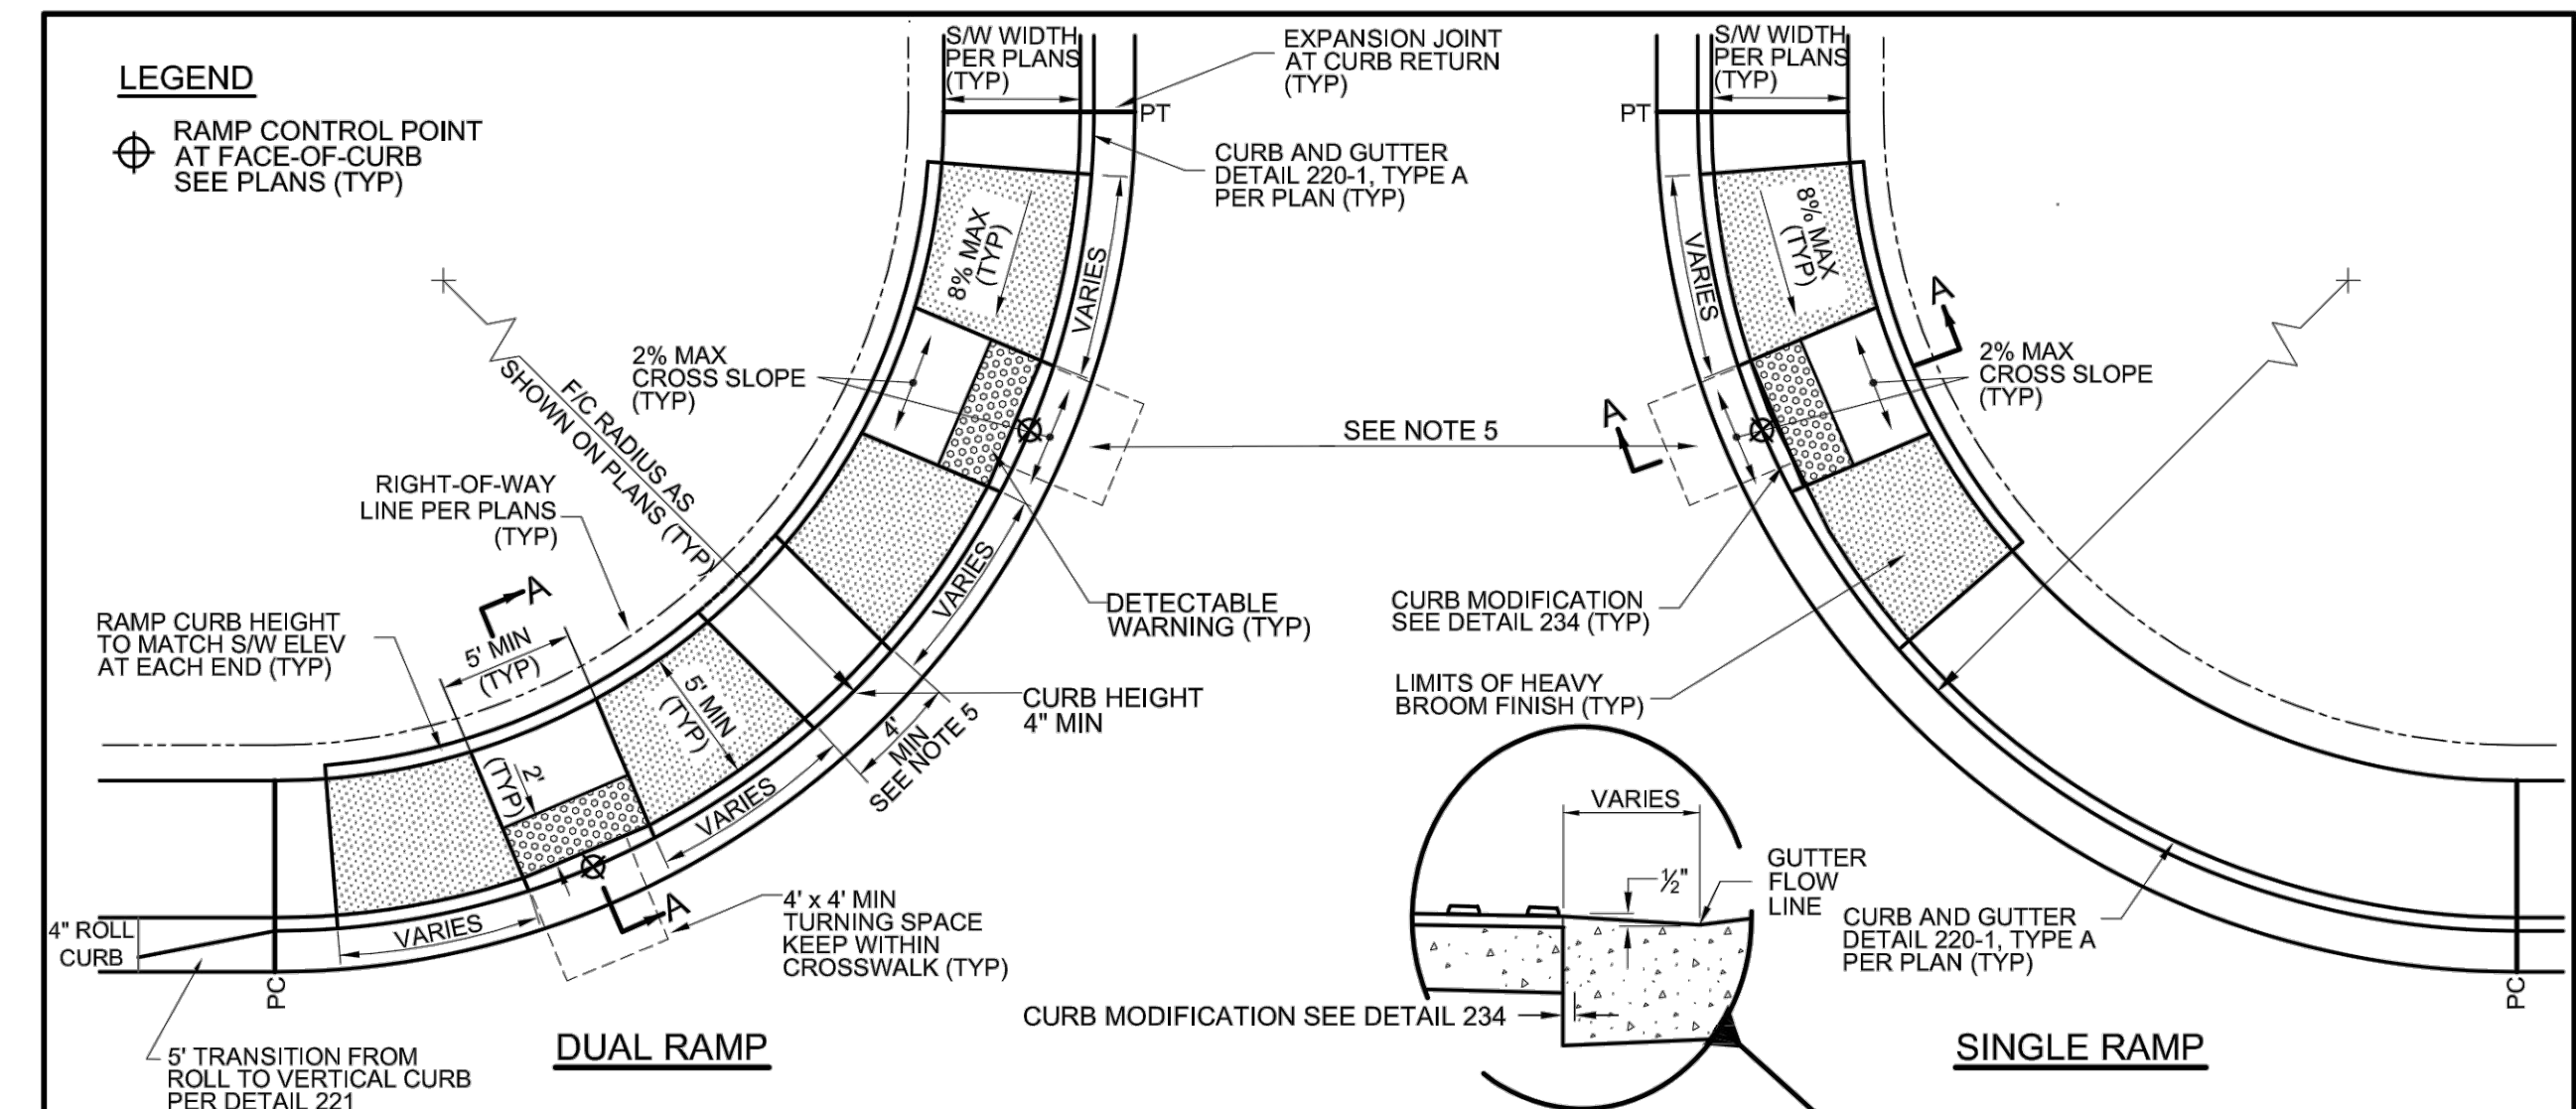 LEGEND
RAMP CONTROL POINT
AT FACE-OF-CURB
SEE PLANS (TYP)
S/W WIDTH
PER PLANS
(TYP)
EXPANSION JOINT
AT CURB RETURN
(TYP)
PT
CURB AND GUTTER
DETAIL 220-1, TYPE A
PER PLAN (TYP)
8% MAX
(TYP)
VARIES
2% MAX
CROSS SLOPE
(TYP)
F/C RADIUS AS
SHOWN ON PLANS (TYP)
RIGHT-OF-WAY
LINE PER PLANS
(TYP)
A
RAMP CURB HEIGHT
TO MATCH S/W ELEV
AT EACH END (TYP)
5' MIN
(TYP)
5' MIN
(TYP)
2'
(TYP)
VARIES
DETECTABLE
WARNING (TYP)
CURB HEIGHT
4" MIN
4'
MIN
SEE NOTE 5
VARIES
VARIES
A
4' x 4' MIN
TURNING SPACE
KEEP WITHIN
CROSSWALK (TYP)
4" ROLL
CURB
PC
5' TRANSITION FROM
ROLL TO VERTICAL CURB
PER DETAIL 221
DUAL RAMP
SEE NOTE 5
S/W WIDTH
PER PLANS
(TYP)
PT
8% MAX
(TYP)
VARIES
A
2% MAX
CROSS SLOPE
(TYP)
A
CURB MODIFICATION
SEE DETAIL 234 (TYP)
LIMITS OF HEAVY
BROOM FINISH (TYP)
VARIES
½"
GUTTER
FLOW
LINE
CURB MODIFICATION SEE DETAIL 234
CURB AND GUTTER
DETAIL 220-1, TYPE A
PER PLAN (TYP)
PC
SINGLE RAMP